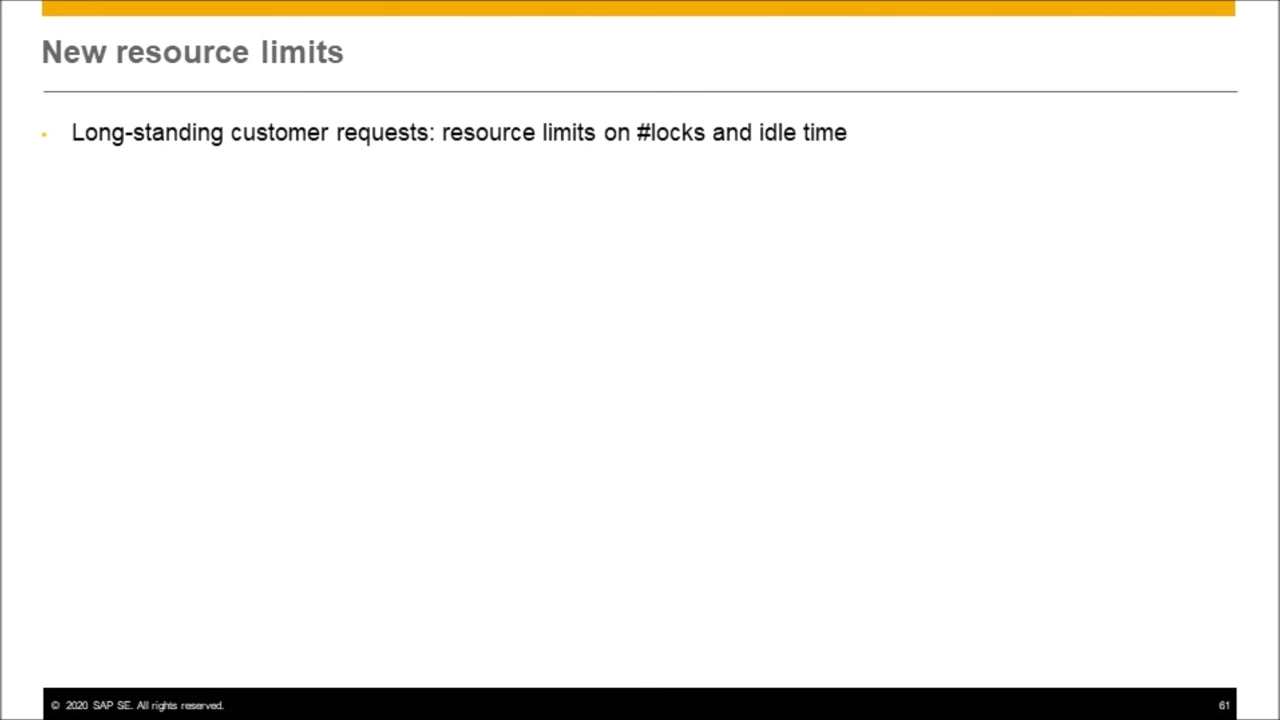 New resource limits
Long-standing customer requests: resource limits on #locks and idle time
© 2020 SAP SE. All rights reserved.
61